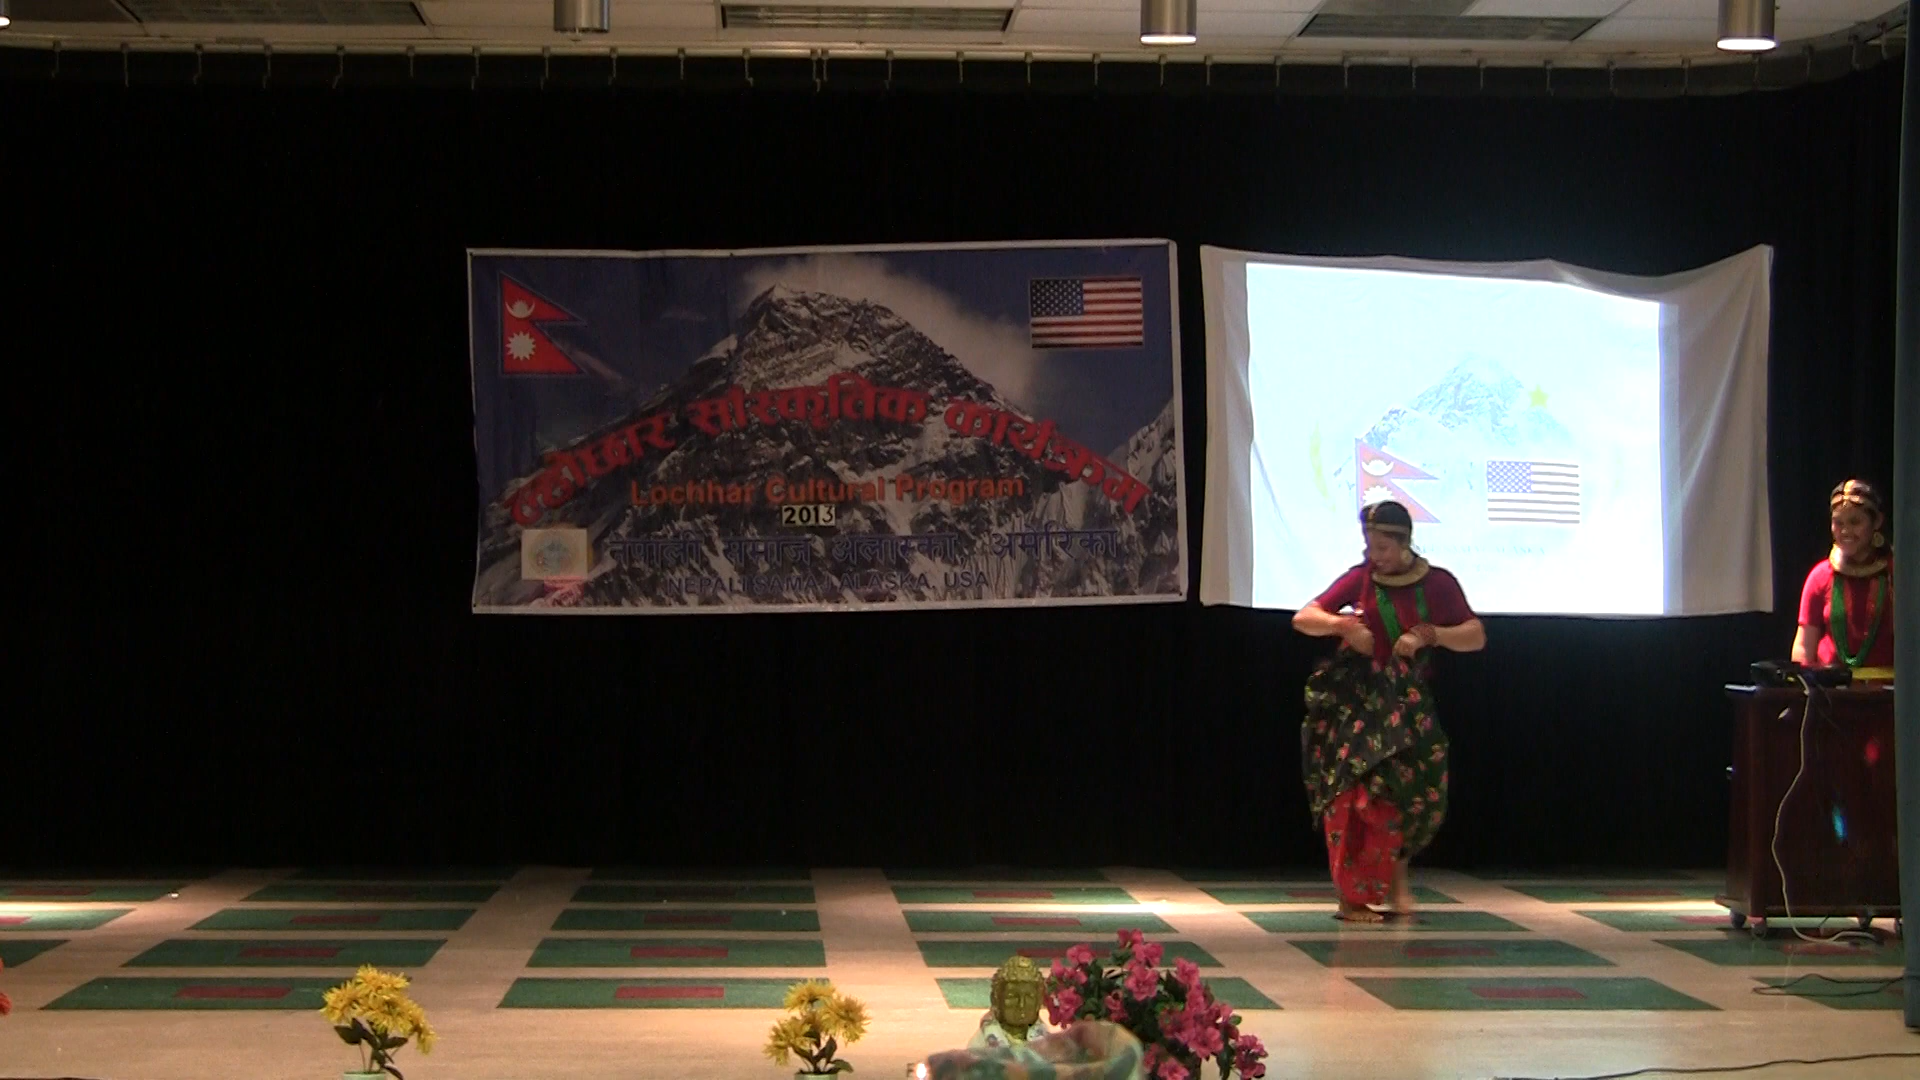 ल्होछार सांस्कृतिक कार्यक्रम
Lochhar Cultural Program
2013
नेपाली समाज अलास्का, अमेरिका
NEPALI SAMAJ ALASKA, USA